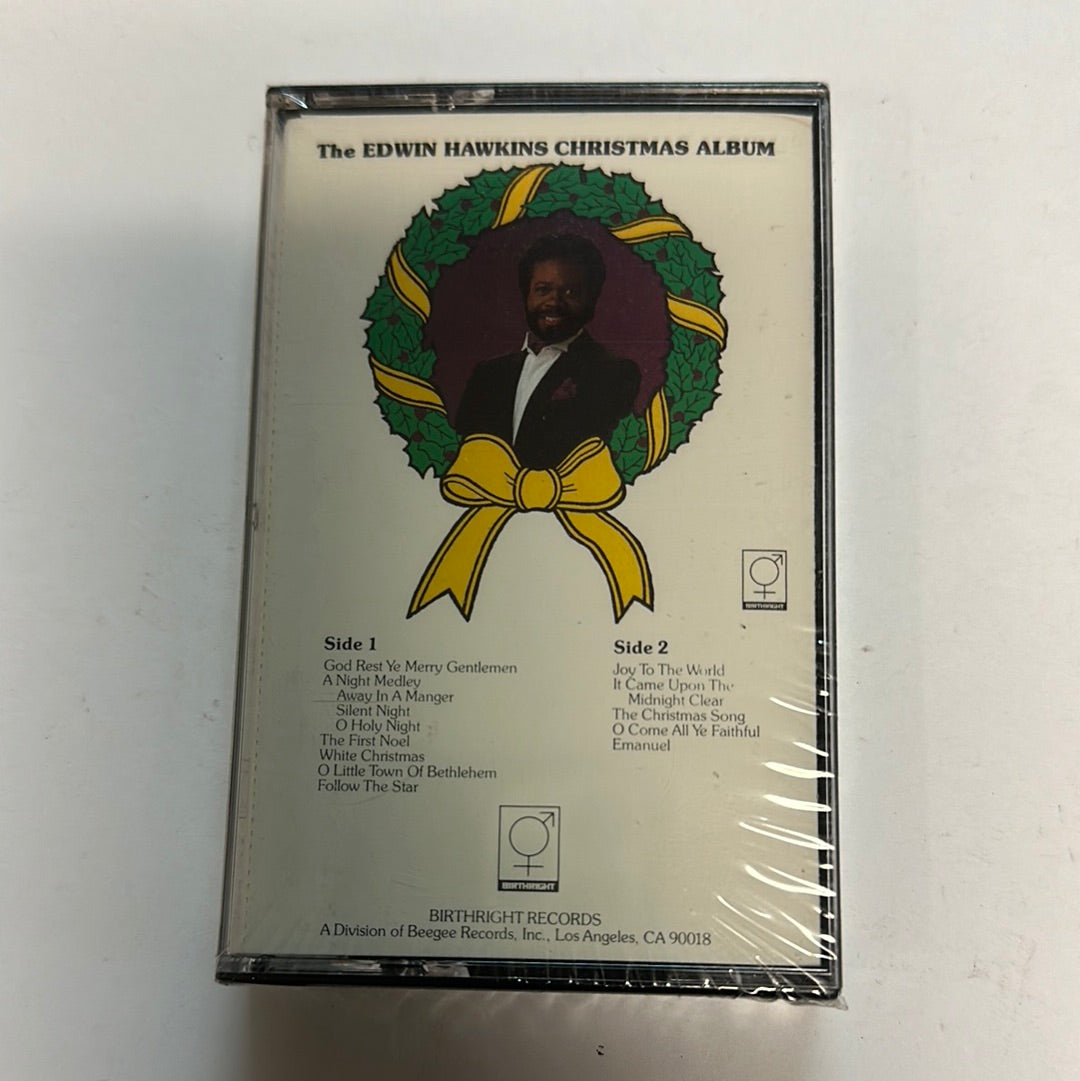 The EDWIN HAWKINS CHRISTMAS ALBUM
BIRTHRIGHT
Side 1
God Rest Ye Merry Gentlemen
A Night Medley
Away In A Manger
Silent Night
O Holy Night
The First Noel
White Christmas
O Little Town Of Bethlehem
Follow The Star
Side 2
Joy To The World
It Came Upon The
Midnight Clear
The Christmas Song
O Come All Ye Faithful
Emanuel
BIRTHRIGHT
BIRTHRIGHT RECORDS
A Division of Beegee Records, Inc., Los Angeles, CA 90018